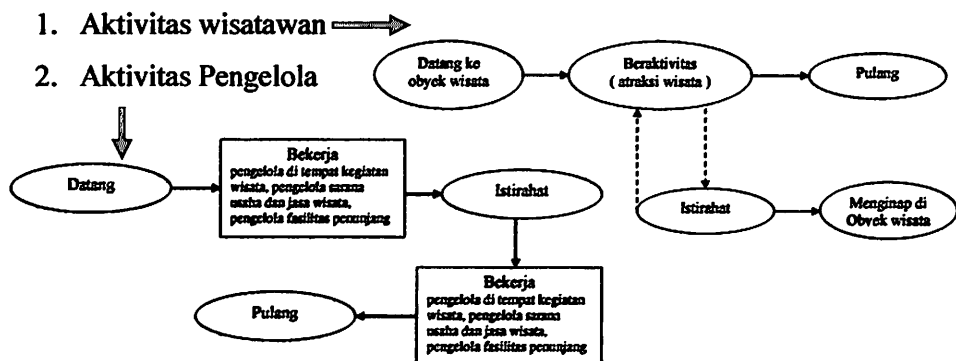 1. Aktivitas wisatawan
2. Aktivitas Pengelola
Datang ke
obyek wisata
Beraktivitas
( atraksi wisata )
Pulang
Istirahat
Menginap di
Obyek wisata
Datang
Bekerja
pengelola di tempat kegiatan
wisata, pengelola sarana
usaha dan jasa wisata,
pengelola fasilitas penunjang
Istirahat
Bekerja
pengelola di tempat kegiatan
wisata, pengelola sarana
usaha dan jasa wisata,
pengelola fasilitas penunjang
Pulang